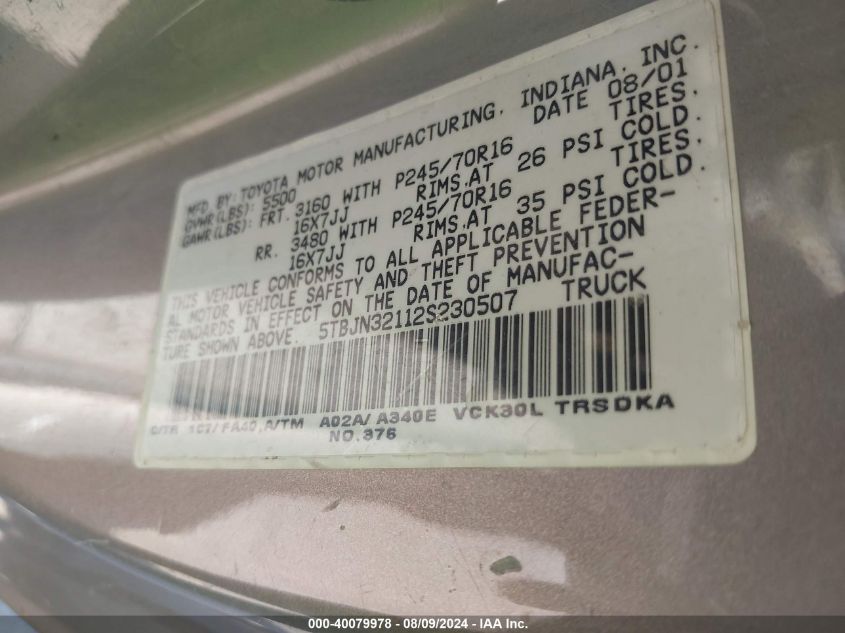 MFD. BY: TOYOTA MOTOR MANUFACTURING, INDIANA, INC.
GVWR(LBS): 5500 DATE 08/01
GAWR(LBS): FRT. 3160 WITH P245/70R16 TIRES,
16X7JJ RIMS,AT 26 PSI COLD.
RR. 3480 WITH P245/70R16 TIRES,
16X7JJ RIMS,AT 35 PSI COLD.
THIS VEHICLE CONFORMS TO ALL APPLICABLE FEDER-
AL MOTOR VEHICLE SAFETY AND THEFT PREVENTION
STANDARDS IN EFFECT ON THE DATE OF MANUFAC-
TURE SHOWN ABOVE. 5TBJN32112S230507 TRUCK
C/TR 1C7/FA40,A/TM A02A/A340E VCK30L TRSDKA
NO.376
000-40079978 - 08/09/2024 - IAA Inc.